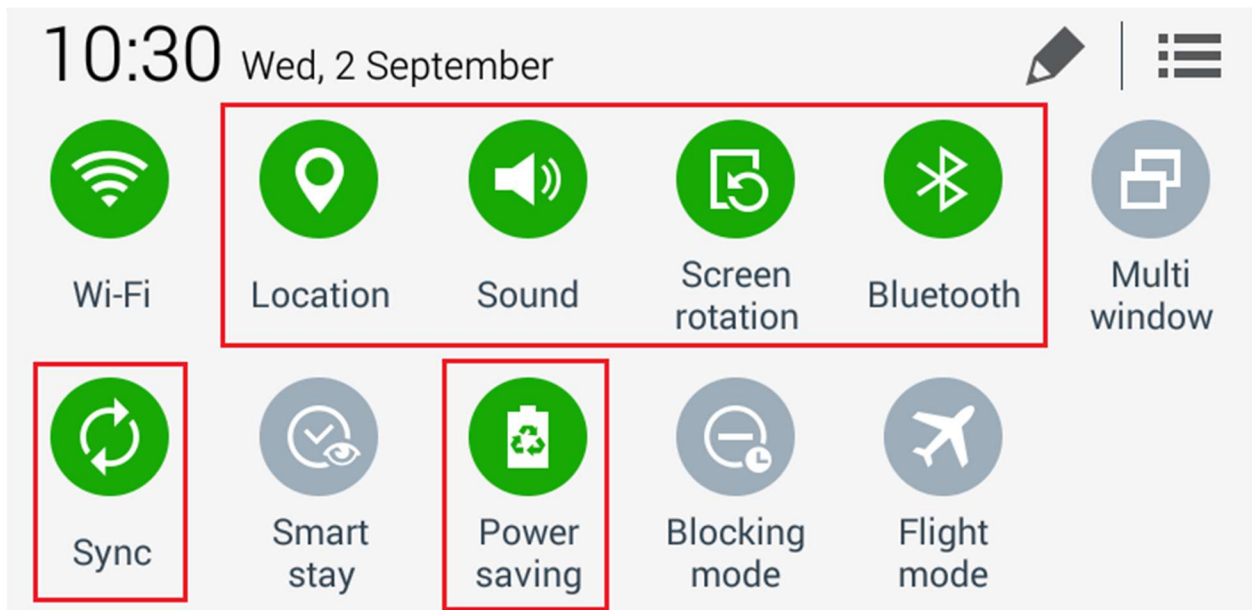 10:30 Wed, 2 September
Wi-Fi
Location
Sound
Screen
rotation
Bluetooth
Multi
window
Sync
Smart
stay
Power
saving
Blocking
mode
Flight
mode